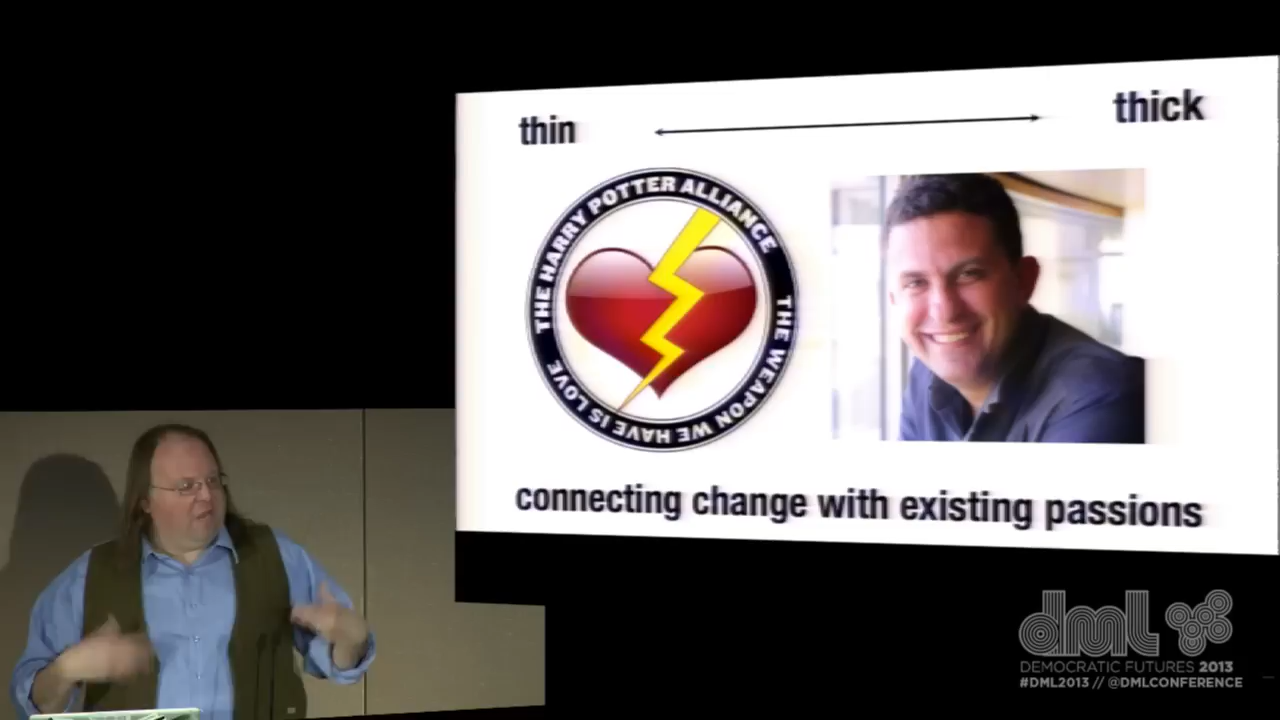 thin
thick
THE HARRY POTTER ALLIANCE
THE WEAPON WE HAVE IS LOVE
connecting change with existing passions
dml
DEMOCRATIC FUTURES 2013
#DML2013 // @DMLCONFERENCE